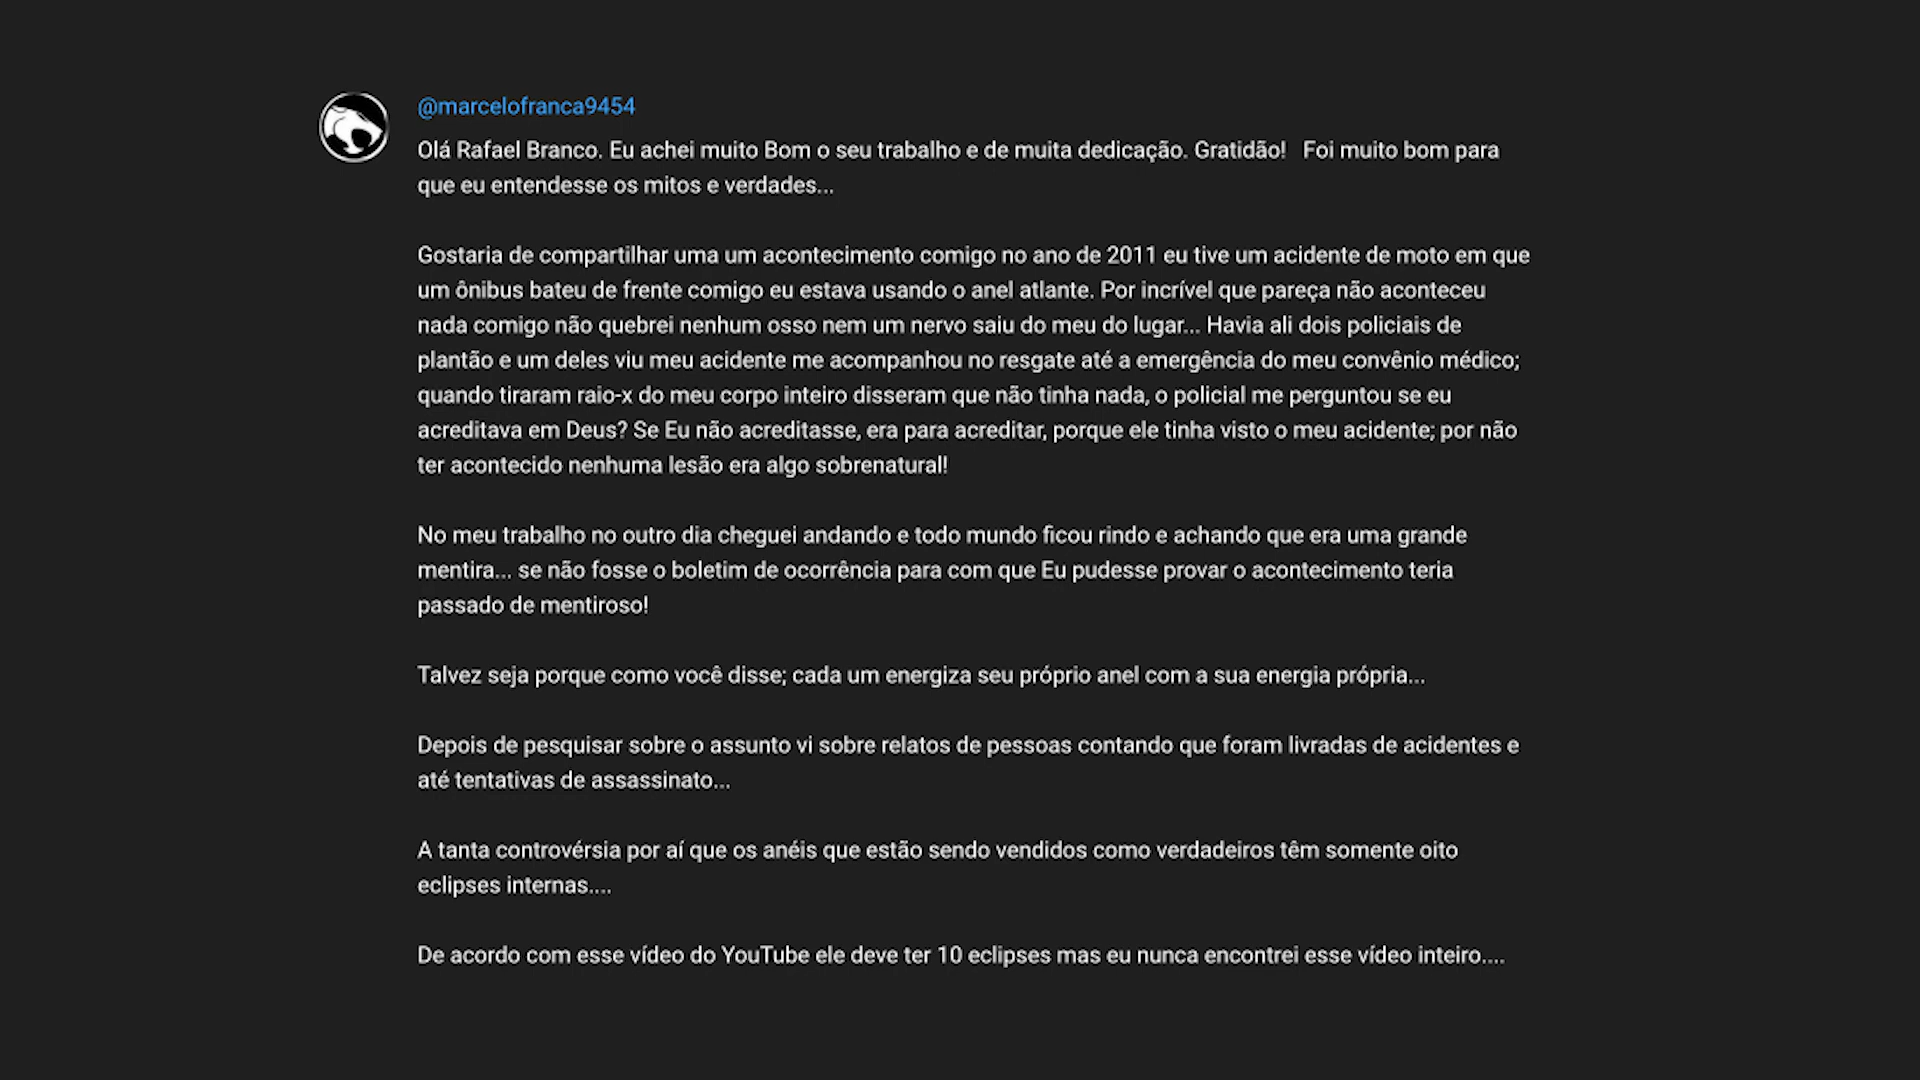 @marcelofranca9454
Olá Rafael Branco. Eu achei muito Bom o seu trabalho e de muita dedicação. Gratidão!   Foi muito bom para
que eu entendesse os mitos e verdades...
Gostaria de compartilhar uma um acontecimento comigo no ano de 2011 eu tive um acidente de moto em que
um ônibus bateu de frente comigo eu estava usando o anel atlante. Por incrível que pareça não aconteceu
nada comigo não quebrei nenhum osso nem um nervo saiu do meu do lugar... Havia ali dois policiais de
plantão e um deles viu meu acidente me acompanhou no resgate até a emergência do meu convênio médico;
quando tiraram raio-x do meu corpo inteiro disseram que não tinha nada, o policial me perguntou se eu
acreditava em Deus? Se Eu não acreditasse, era para acreditar, porque ele tinha visto o meu acidente; por não
ter acontecido nenhuma lesão era algo sobrenatural!
No meu trabalho no outro dia cheguei andando e todo mundo ficou rindo e achando que era uma grande
mentira... se não fosse o boletim de ocorrência para com que Eu pudesse provar o acontecimento teria
passado de mentiroso!
Talvez seja porque como você disse; cada um energiza seu próprio anel com a sua energia própria...
Depois de pesquisar sobre o assunto vi sobre relatos de pessoas contando que foram livradas de acidentes e
até tentativas de assassinato...
A tanta controvérsia por aí que os anéis que estão sendo vendidos como verdadeiros têm somente oito
eclipses internas....
De acordo com esse vídeo do YouTube ele deve ter 10 eclipses mas eu nunca encontrei esse vídeo inteiro....